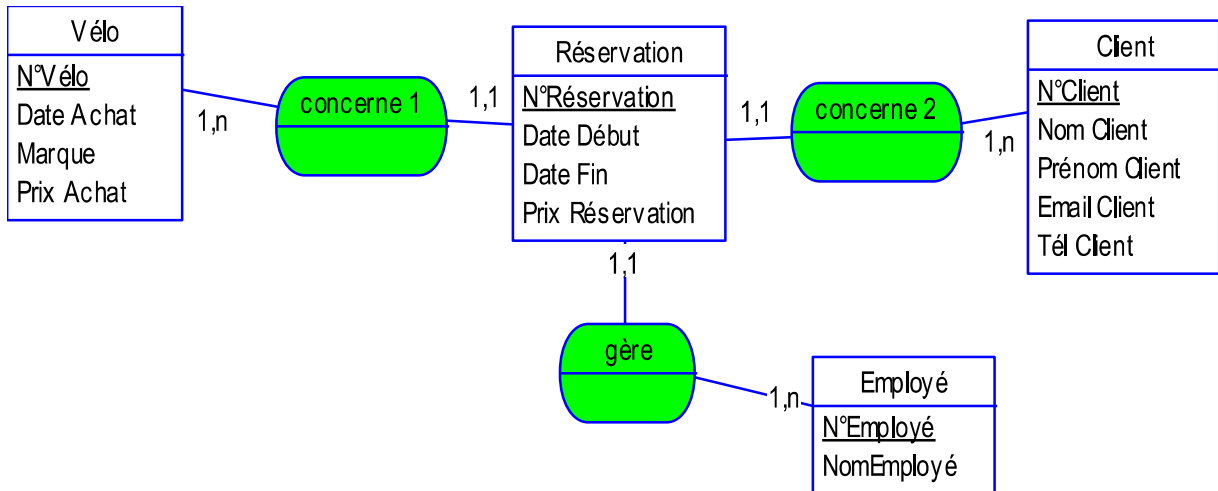 Vélo
N°Vélo
Date Achat
Marque
Prix Achat
1,n
concerne 1
1,1
Réservation
N°Réservation
Date Début
Date Fin
Prix Réservation
1,1
concerne 2
1,n
Client
N°Client
Nom Client
Prénom Client
Email Client
Tél Client
1,1
gère
1,n
Employé
N°Employé
NomEmployé